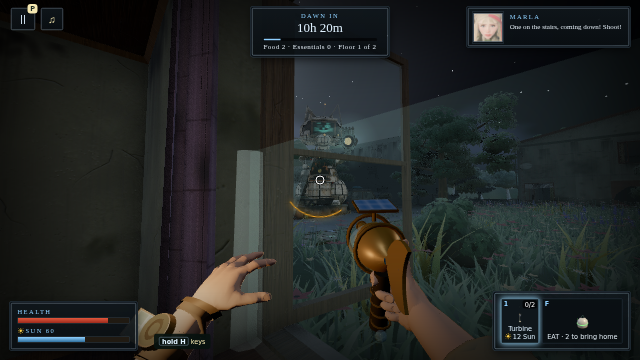 P
DAWN IN
10h 20m
Food 2 · Essentials 0 · Floor 1 of 2
MARLA
One on the stairs, coming down! Shoot!
HEALTH
SUN 60
hold H keys
1 0/2
Turbine
12 Sun
F
EAT · 2 to bring home